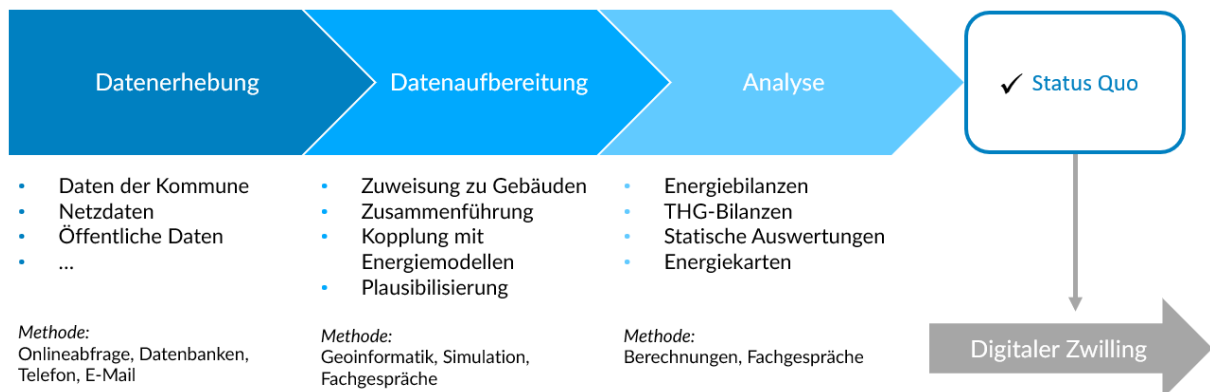 Datenerhebung
Datenaufbereitung
Analyse
✓ Status Quo
• Daten der Kommune
• Netzdaten
• Öffentliche Daten
• ...
Methode:
Onlineabfrage, Datenbanken,
Telefon, E-Mail
• Zuweisung zu Gebäuden
• Zusammenführung
• Kopplung mit
Energiemodellen
• Plausibilisierung
Methode:
Geoinformatik, Simulation,
Fachgespräche
• Energiebilanzen
• THG-Bilanzen
• Statische Auswertungen
• Energiekarten
Methode:
Berechnungen, Fachgespräche
Digitaler Zwilling